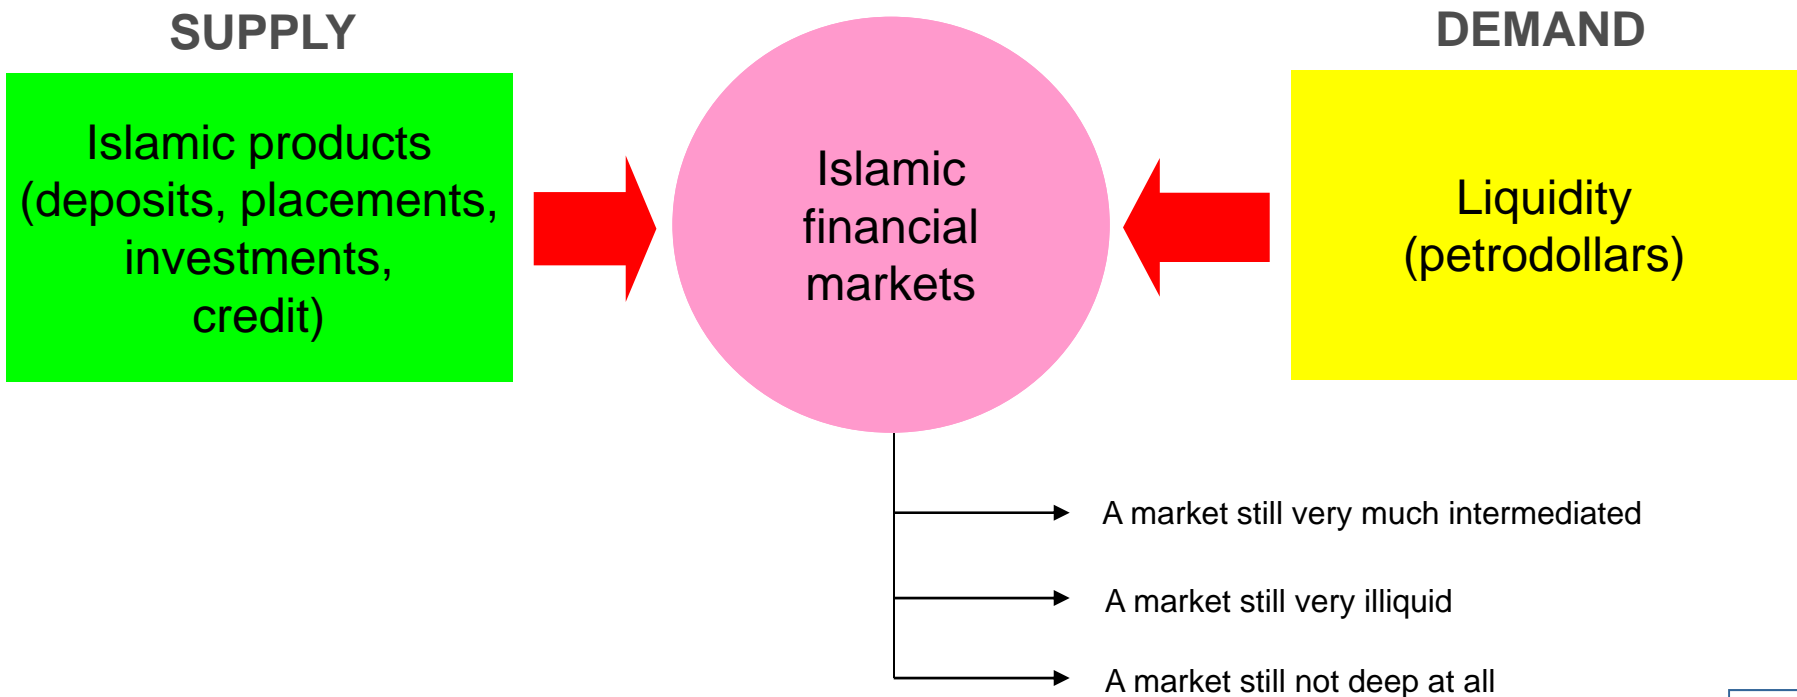 SUPPLY
Islamic products
(deposits, placements,
investments,
credit)
Islamic
financial
markets
DEMAND
Liquidity
(petrodollars)
A market still very much intermediated
A market still very illiquid
A market still not deep at all